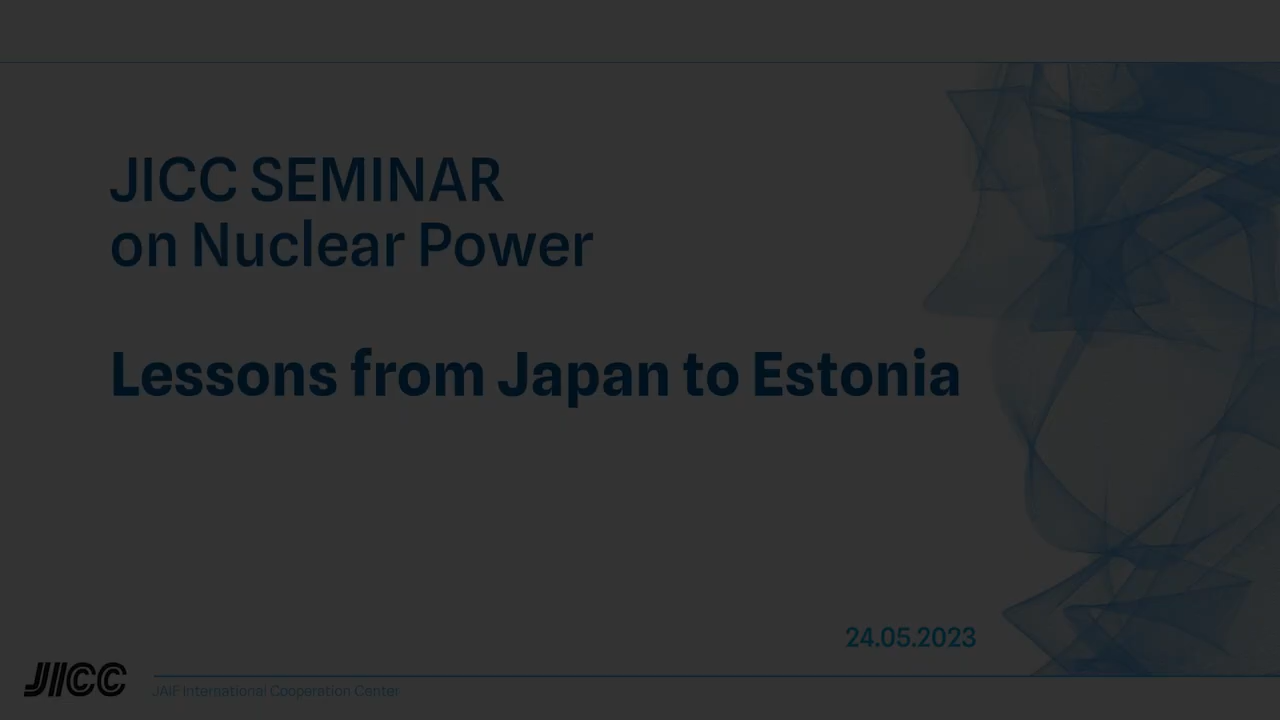 JICC SEMINAR
on Nuclear Power
Lessons from Japan to Estonia
24.05.2023
JICC
JAIF International Cooperation Center